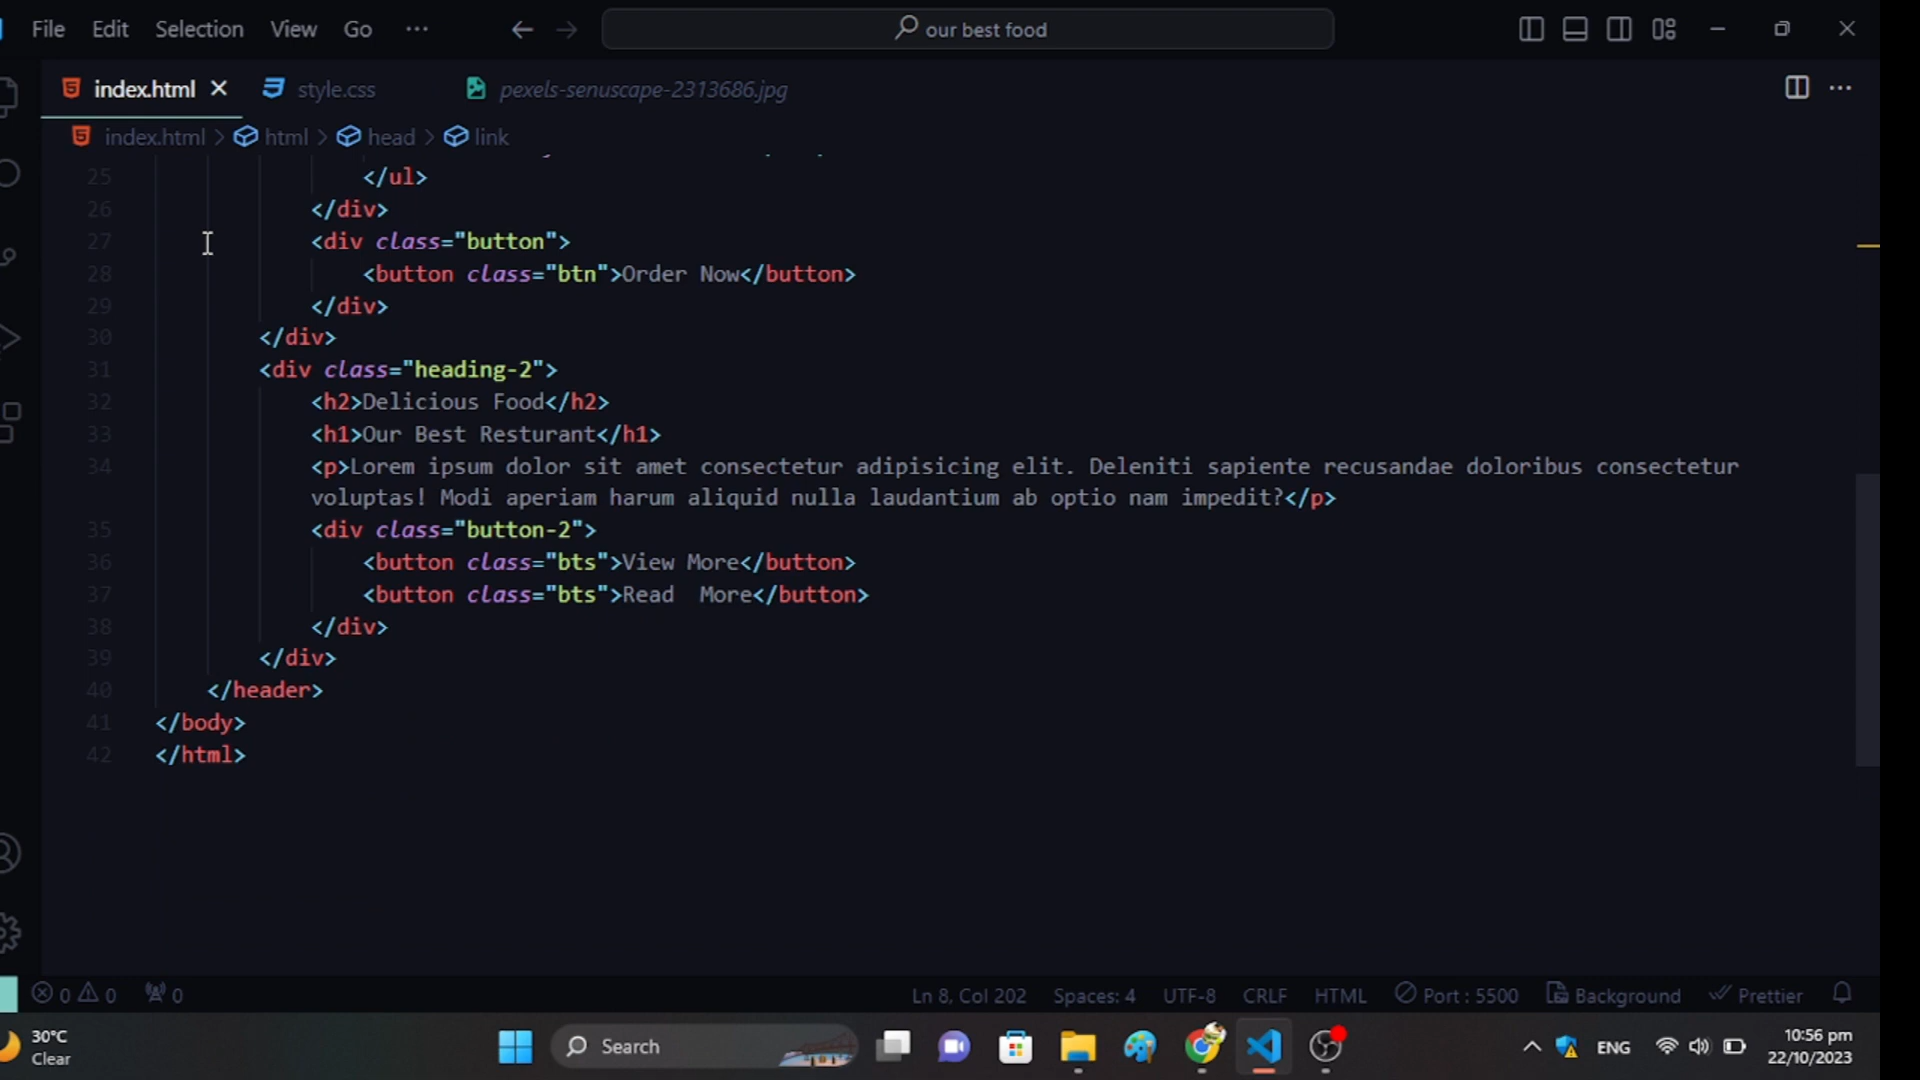 File Edit Selection View Go ··· our best food
index.html style.css pexels-senuscape-2313686.jpg
index.html > html > head > link
25 </ul>
26 </div>
27 <div class="button">
28 <button class="btn">Order Now</button>
29 </div>
30 </div>
31 <div class="heading-2">
32 <h2>Delicious Food</h2>
33 <h1>Our Best Resturant</h1>
34 <p>Lorem ipsum dolor sit amet consectetur adipisicing elit. Deleniti sapiente recusandae doloribus consectetur
voluptas! Modi aperiam harum aliquid nulla laudantium ab optio nam impedit?</p>
35 <div class="button-2">
36 <button class="bts">View More</button>
37 <button class="bts">Read  More</button>
38 </div>
39 </div>
40 </header>
41 </body>
42 </html>
0 0 0 Ln 8, Col 202 Spaces: 4 UTF-8 CRLF HTML Port : 5500 Background Prettier
30°C
Clear
Search
ENG
10:56 pm
22/10/2023